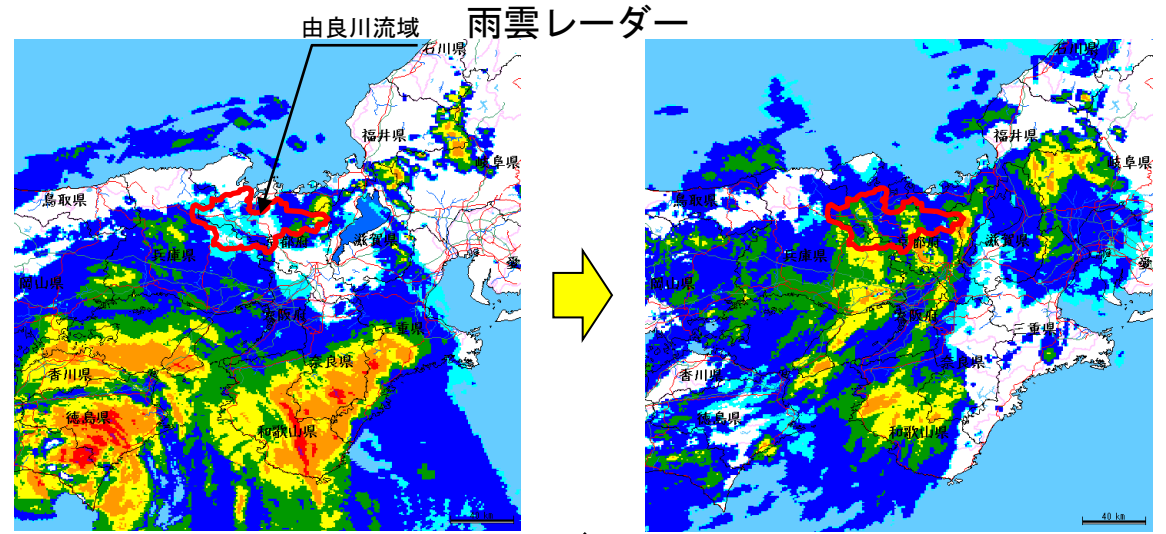 雨雲レーダー
由良川流域
石川県
福井県
岐阜県
鳥取県
京都府
滋賀県
兵庫県
岡山県
愛
大阪府
三重県
奈良県
香川県
徳島県
和歌山県
石川県
福井県
岐阜県
鳥取県
京都府
滋賀県
兵庫県
岡山県
愛
大阪府
三重県
奈良県
香川県
徳島県
和歌山県
40 km